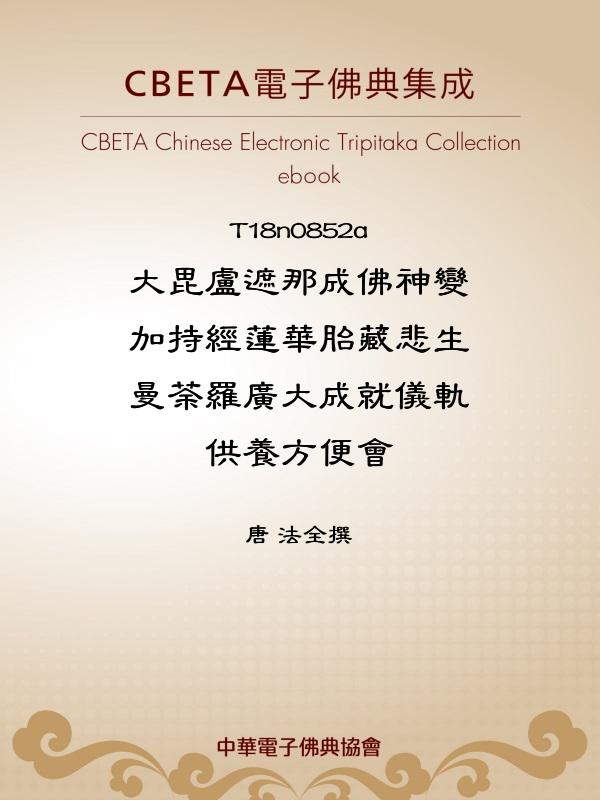 CBETA電子佛典集成
CBETA Chinese Electronic Tripitaka Collection
ebook
T18n0852a
大毘盧遮那成佛神變
加持經蓮華胎藏悲生
曼荼羅廣大成就儀軌
供養方便會
唐 法全撰
中華電子佛典協會